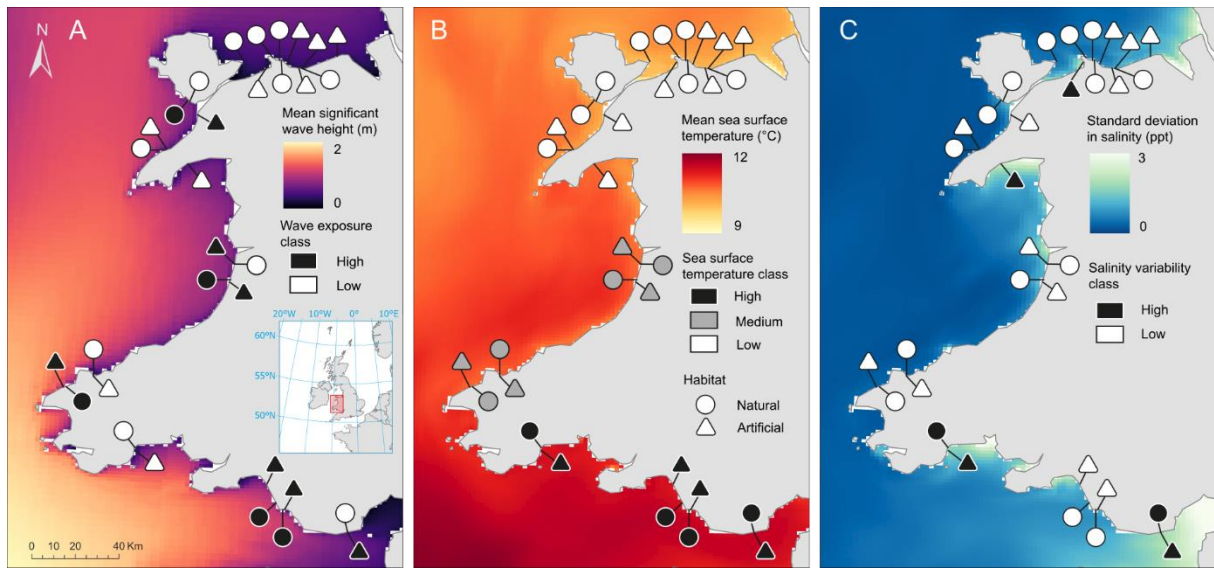 N
A
Mean significant
wave height (m)
2
0
Wave exposure
class
High
Low
20°W 10°W 0° 10°E
60°N
55°N
50°N
0 10 20 40 Km
B
Mean sea surface
temperature (°C)
12
9
Sea surface
temperature class
High
Medium
Low
Habitat
Natural
Artificial
C
Standard deviation
in salinity (ppt)
3
0
Salinity variability
class
High
Low